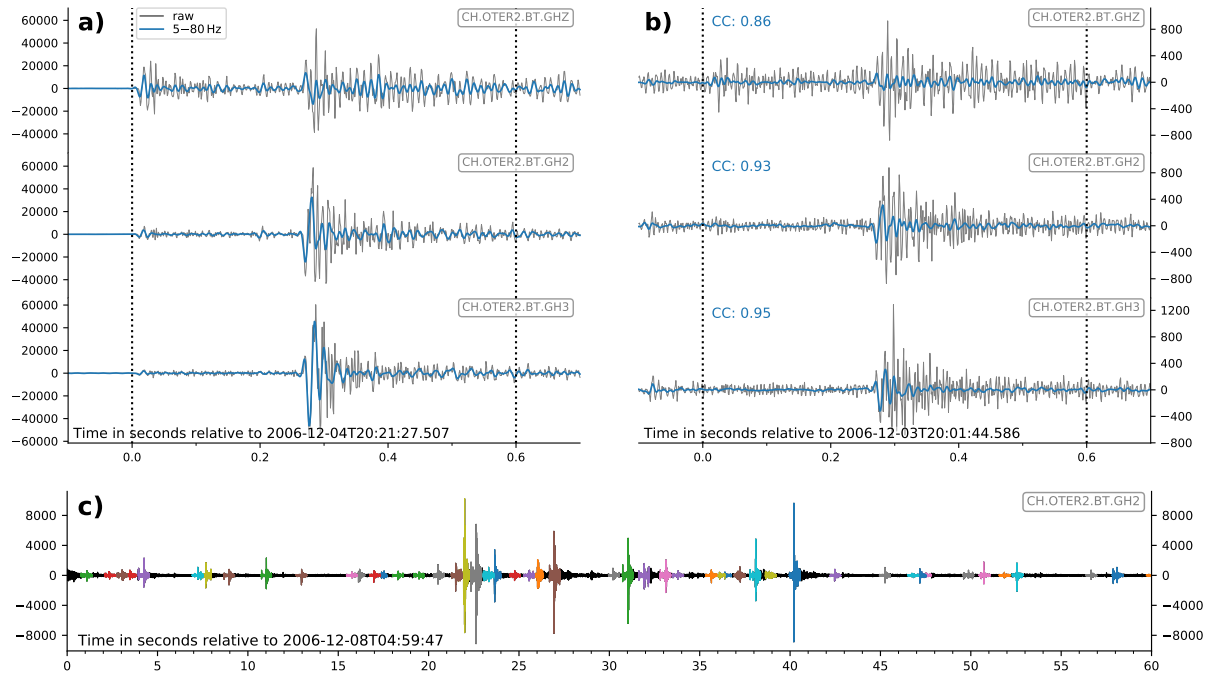 a)
raw
5−80 Hz
CH.OTER2.BT.GHZ
60000
40000
20000
0
−20000
−40000
CH.OTER2.BT.GH2
60000
40000
20000
0
−20000
−40000
CH.OTER2.BT.GH3
60000
40000
20000
0
−20000
−40000
−60000
Time in seconds relative to 2006-12-04T20:21:27.507
0.0 0.2 0.4 0.6
b)
CC: 0.86
CH.OTER2.BT.GHZ
800
400
0
−400
−800
CC: 0.93
CH.OTER2.BT.GH2
800
400
0
−400
−800
CC: 0.95
CH.OTER2.BT.GH3
1200
800
400
0
−400
−800
Time in seconds relative to 2006-12-03T20:01:44.586
0.0 0.2 0.4 0.6
c)
CH.OTER2.BT.GH2
8000 8000
4000 4000
0 0
−4000 −4000
−8000 −8000
Time in seconds relative to 2006-12-08T04:59:47
0 5 10 15 20 25 30 35 40 45 50 55 60